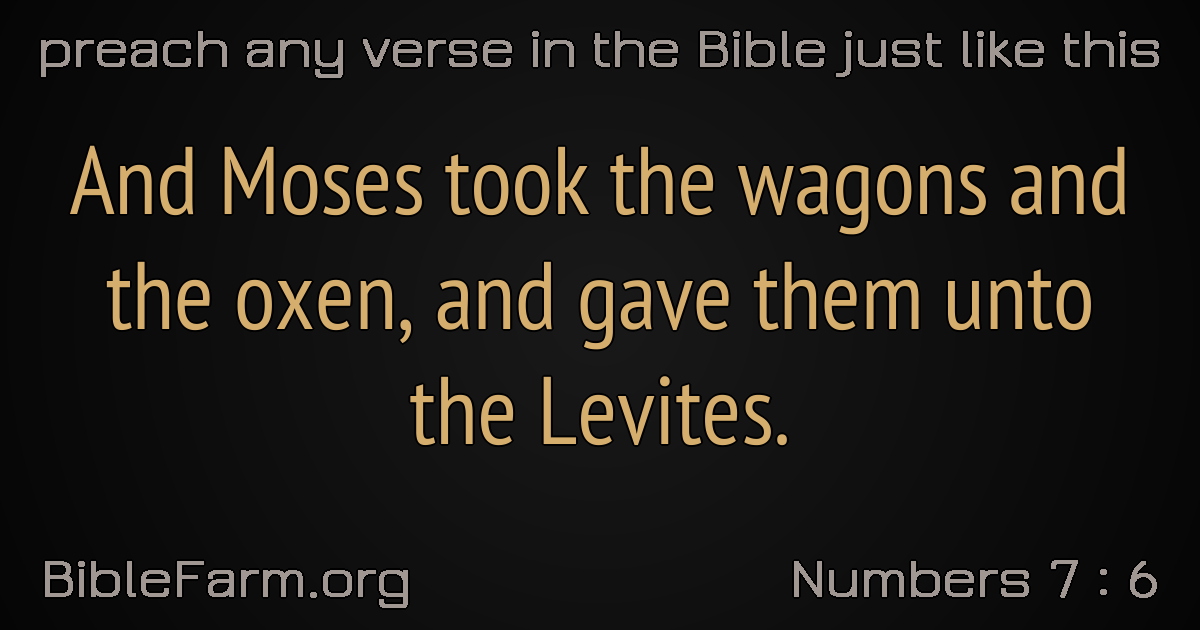 preach any verse in the Bible just like this
And Moses took the wagons and
the oxen, and gave them unto
the Levites.
BibleFarm.org
Numbers 7 : 6